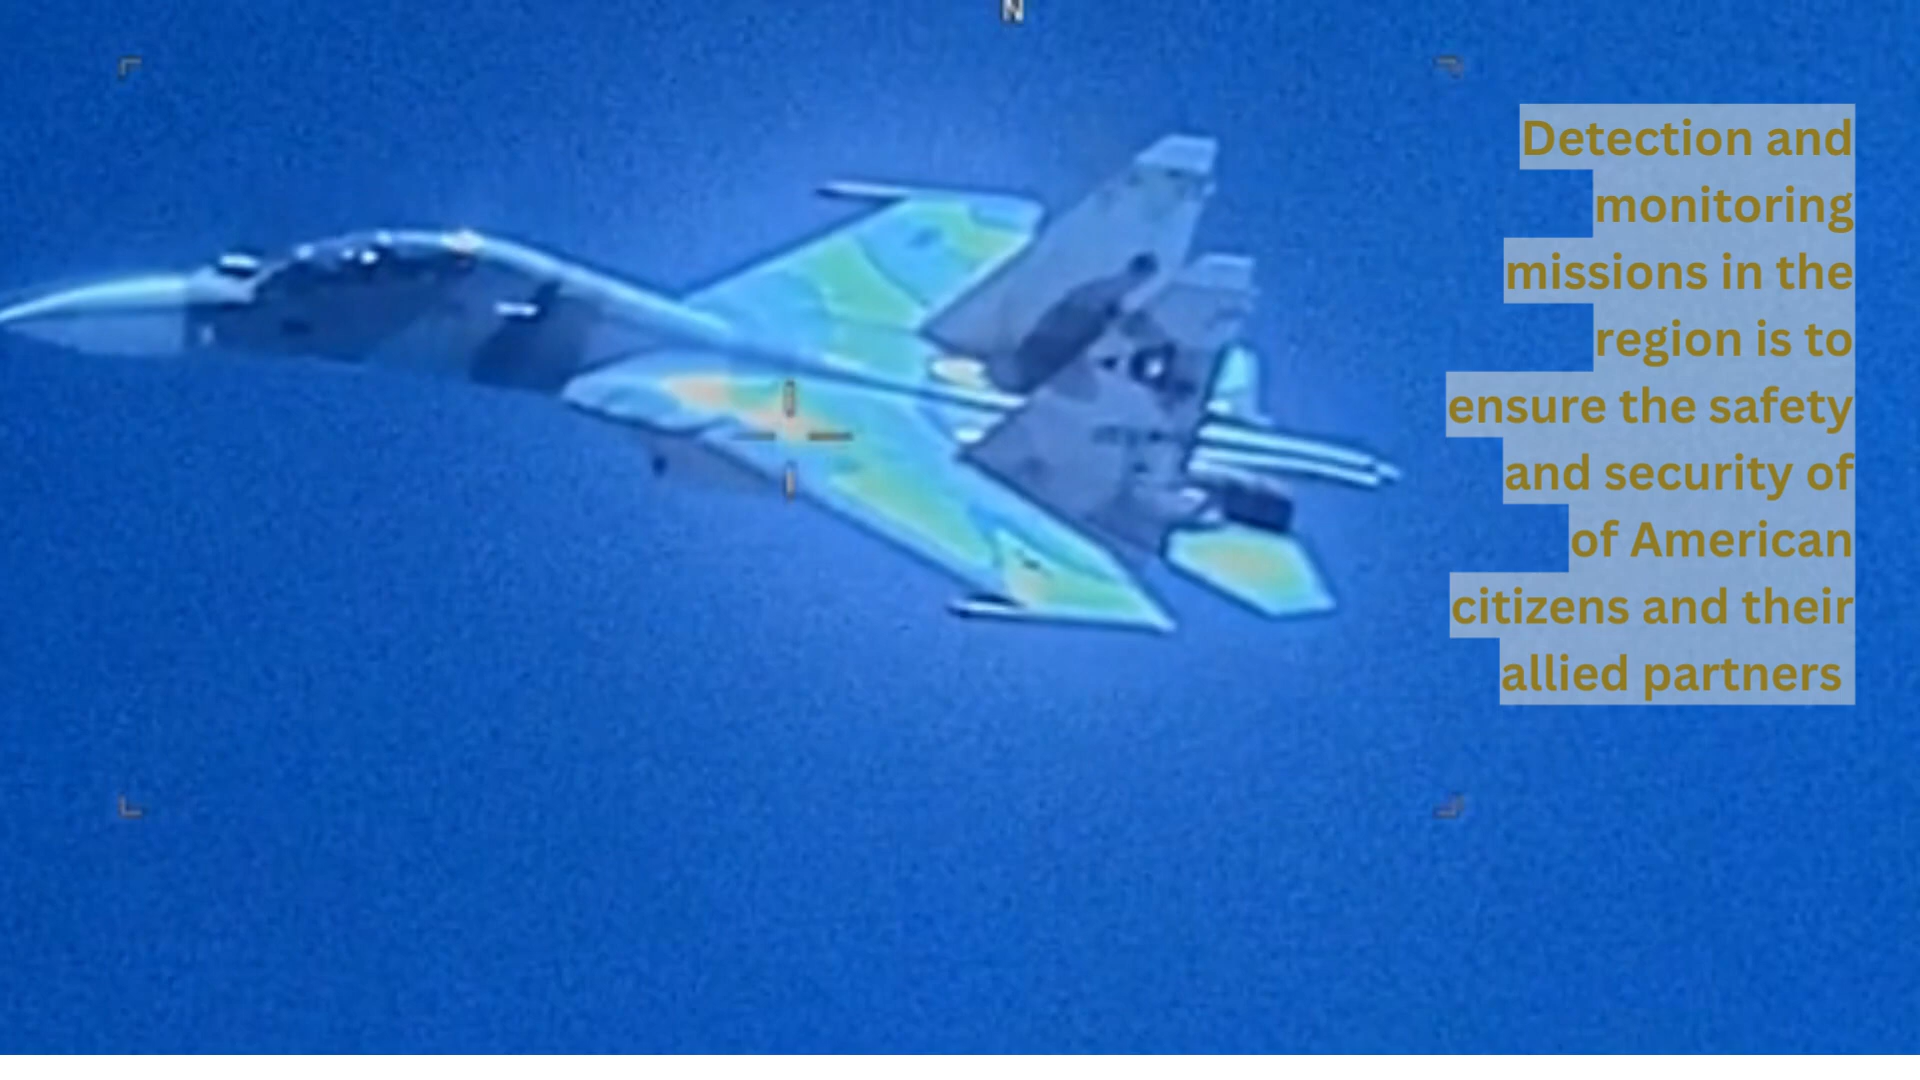 N
Detection and
monitoring
missions in the
region is to
ensure the safety
and security of
of American
citizens and their
allied partners